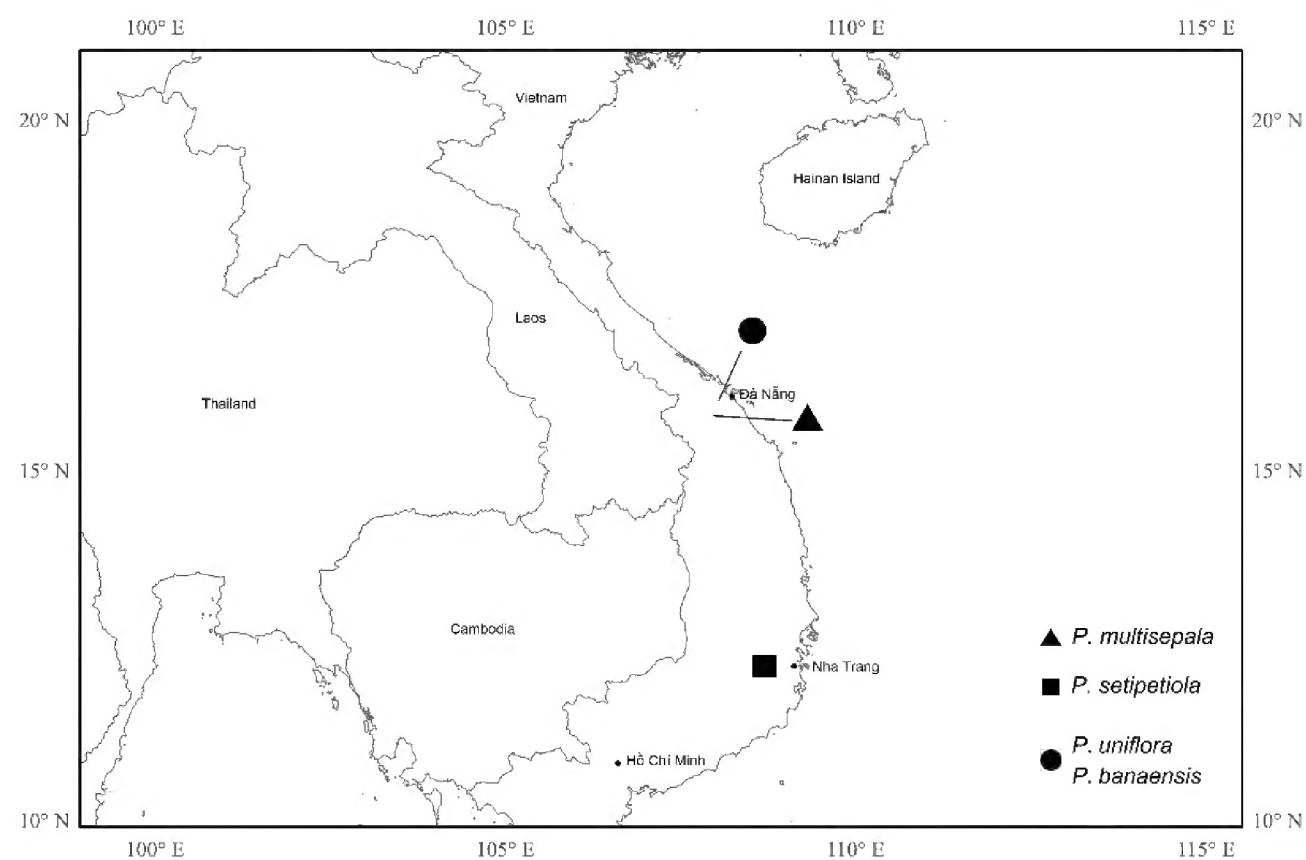 100° E 105° E 110° E 115° E
Vietnam
20° N 20° N
Hainan Island
Laos
Thailand
Đà Nẵng
15° N 15° N
Cambodia
P. multisepala
Nha Trang
P. setipetiola
P. uniflora
Hồ Chí Minh
P. banaensis
10° N 10° N
100° E 105° E 110° E 115° E